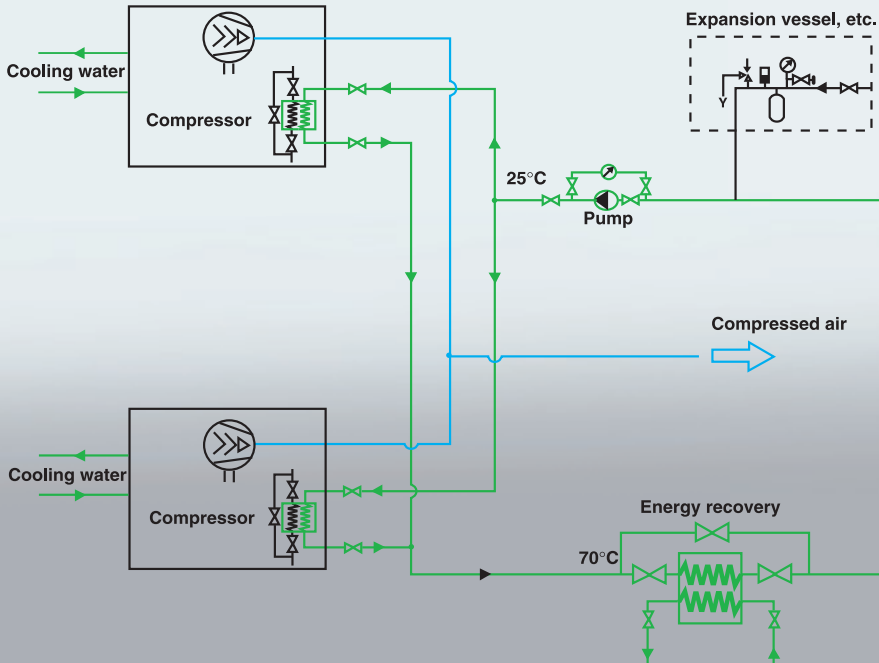 Expansion vessel, etc.
Cooling water
Compressor
Y
25°C
Pump
Compressed air
Cooling water
Compressor
Energy recovery
70°C